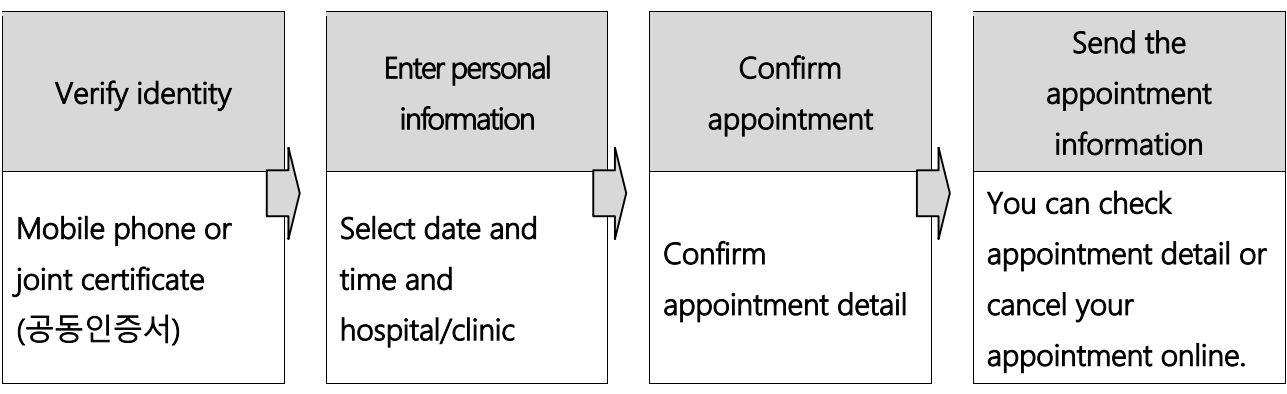 Verify identity
Mobile phone or
joint certificate
(공동인증서)
Enter personal
information
Select date and
time and
hospital/clinic
Confirm
appointment
Confirm
appointment detail
Send the
appointment
information
You can check
appointment detail or
cancel your
appointment online.